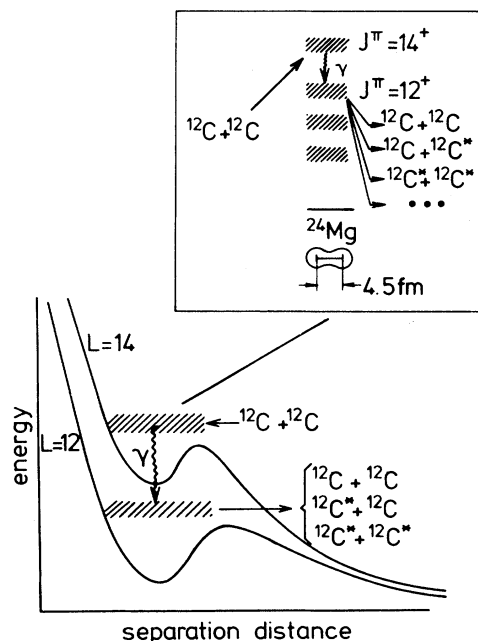 J^π=14⁺
γ
J^π=12⁺
¹²C+¹²C
¹²C+¹²C
¹²C+¹²C*
¹²C*+¹²C*
•••
²⁴Mg
4.5fm
L=14
L=12
¹²C+¹²C
γ
¹²C+¹²C
¹²C*+¹²C
¹²C*+¹²C*
energy
separation distance